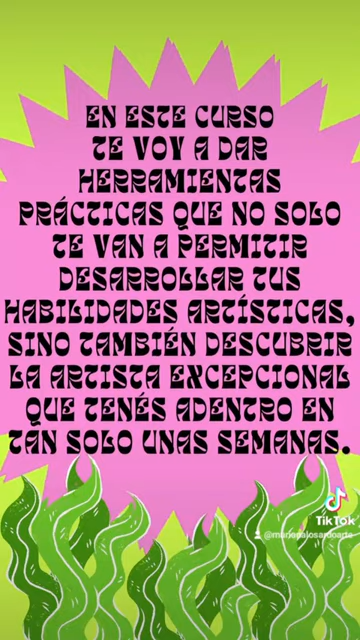 EN ESTE CURSO
TE VOY A DAR
HERRAMIENTAS
PRÁCTICAS QUE NO SOLO
TE VAN A PERMITIR
DESARROLLAR TUS
HABILIDADES ARTÍSTICAS,
SINO TAMBIÉN DESCUBRIR
LA ARTISTA EXCEPCIONAL
QUE TENÉS ADENTRO EN
TAN SOLO UNAS SEMANAS.
TikTok